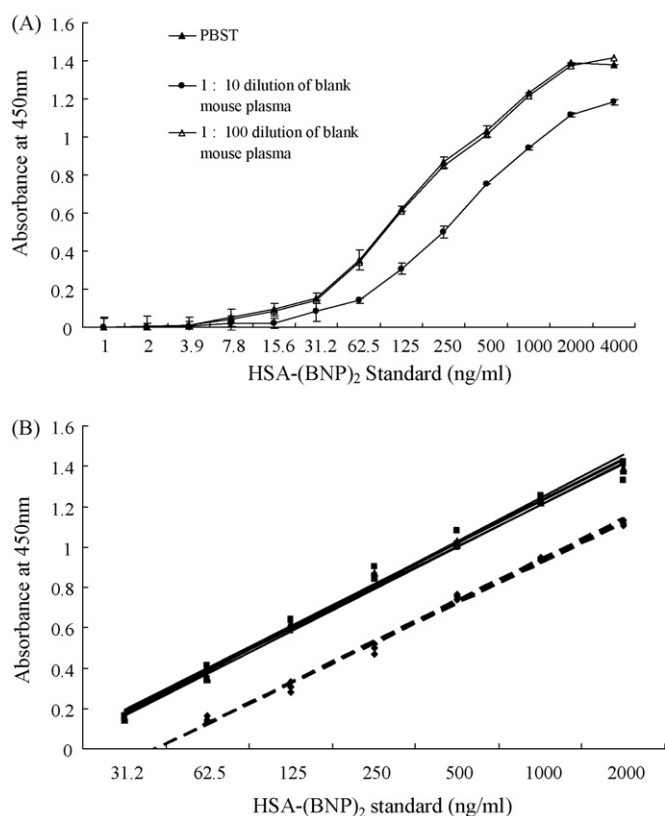 (A)
PBST
1 : 10 dilution of blank
mouse plasma
1 : 100 dilution of blank
mouse plasma
Absorbance at 450nm
1.6
1.4
1.2
1
0.8
0.6
0.4
0.2
0
1 2 3.9 7.8 15.6 31.2 62.5 125 250 500 1000 2000 4000
HSA-(BNP)₂ Standard (ng/ml)
(B)
Absorbance at 450nm
1.6
1.4
1.2
1
0.8
0.6
0.4
0.2
0
31.2 62.5 125 250 500 1000 2000
HSA-(BNP)₂ standard (ng/ml)